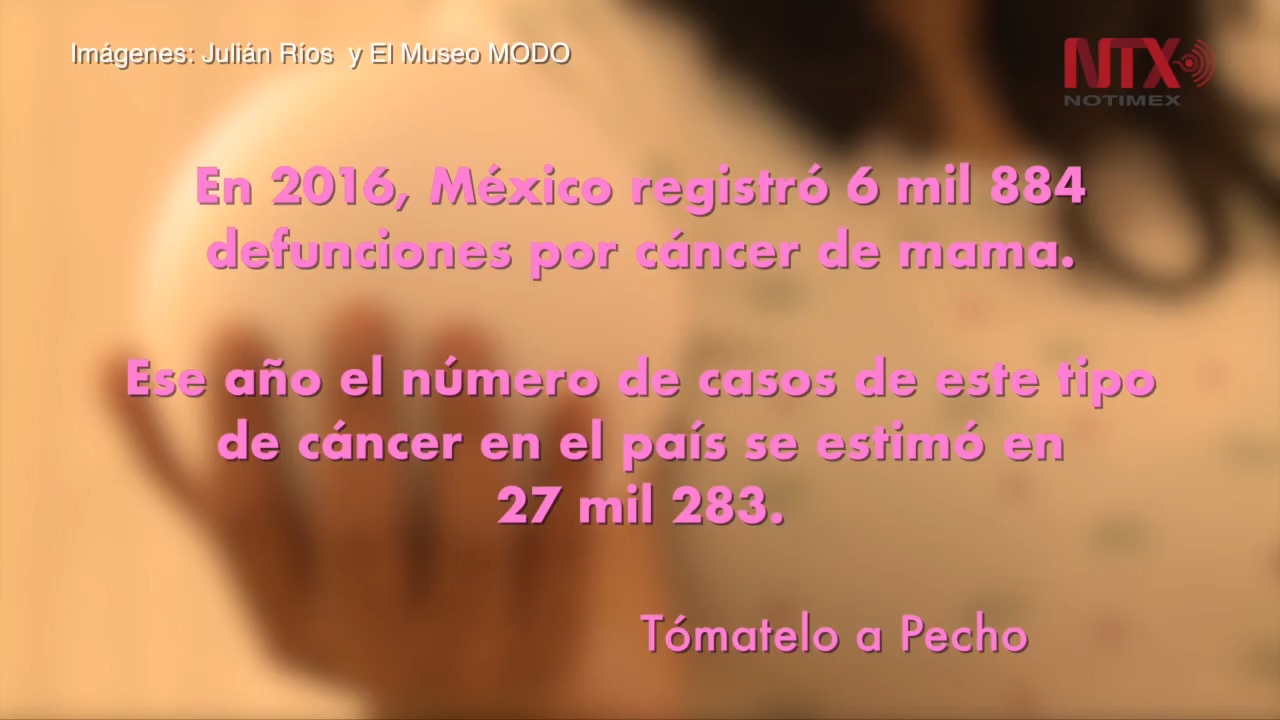 Imágenes: Julián Ríos y El Museo MODO
NTX
NOTIMEX
En 2016, México registró 6 mil 884
defunciones por cáncer de mama.
Ese año el número de casos de este tipo
de cáncer en el país se estimó en
27 mil 283.
Tómatelo a Pecho